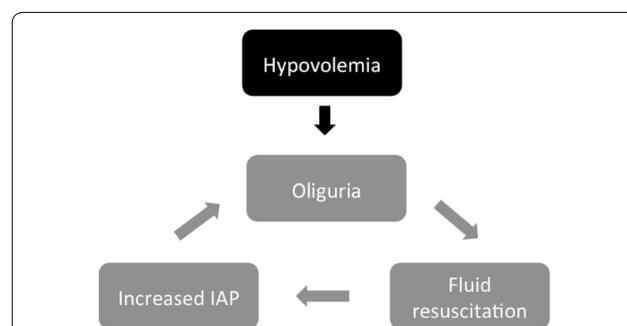 Hypovolemia
Oliguria
Increased IAP
Fluid
resuscitation